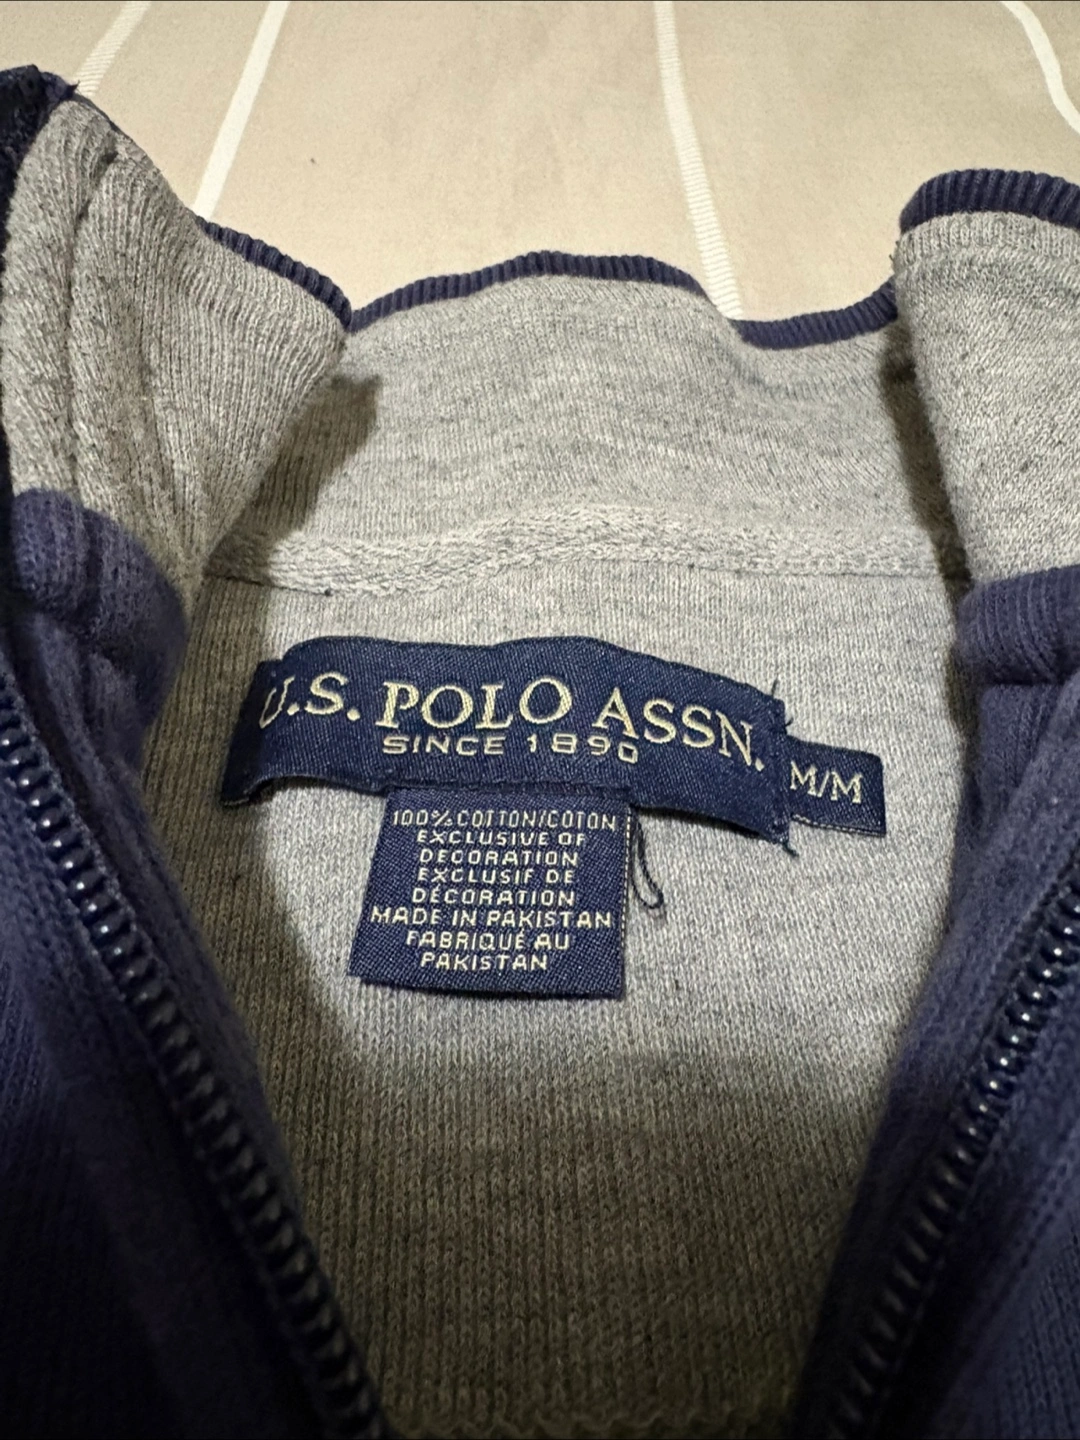 U.S. POLO ASSN.
SINCE 1890
M/M
100% COTTON/COTON
EXCLUSIVE OF
DECORATION
EXCLUSIF DE
DÉCORATION
MADE IN PAKISTAN
FABRIQUÉ AU
PAKISTAN